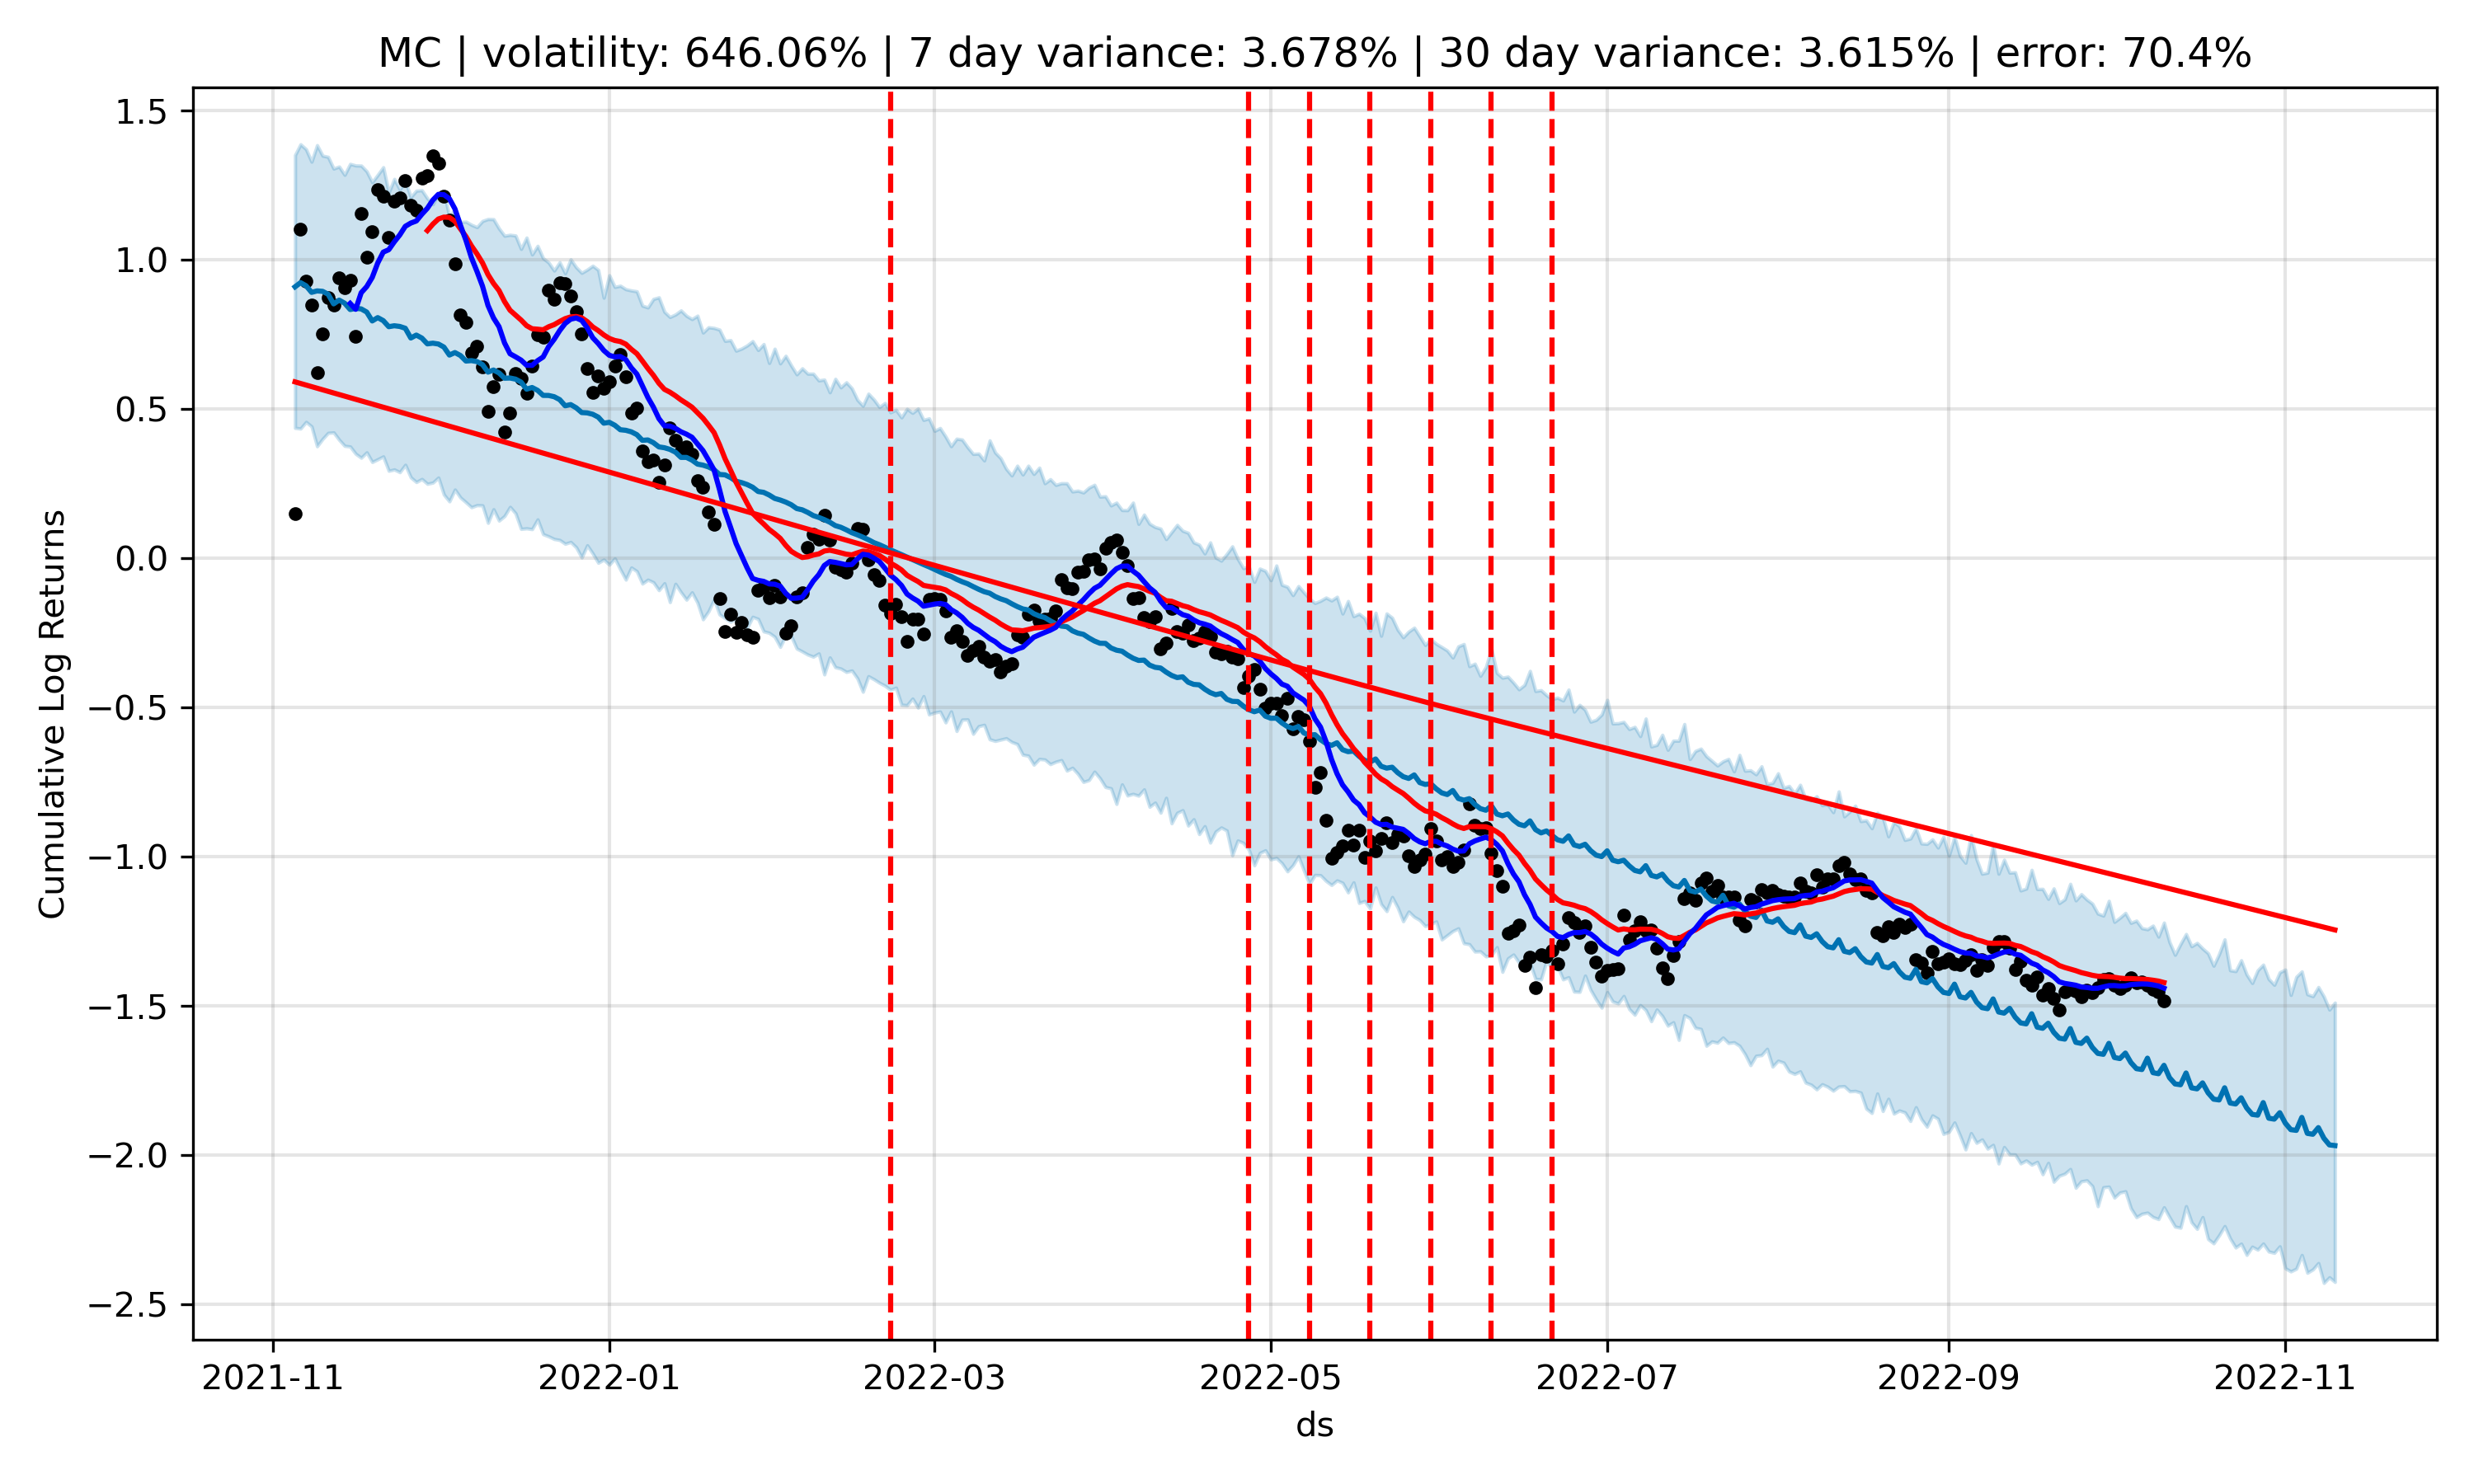 MC | volatility: 646.06% | 7 day variance: 3.678% | 30 day variance: 3.615% | error: 70.4%
1.5
1.0
0.5
0.0
−0.5
−1.0
−1.5
−2.0
−2.5
Cumulative Log Returns
2021-11 2022-01 2022-03 2022-05 2022-07 2022-09 2022-11
ds